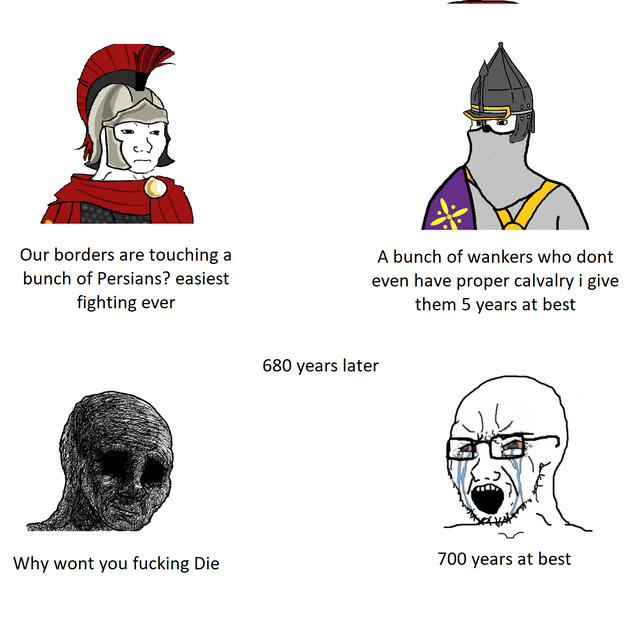 Our borders are touching a
bunch of Persians? easiest
fighting ever
A bunch of wankers who dont
even have proper calvalry i give
them 5 years at best
680 years later
Why wont you fucking Die
700 years at best